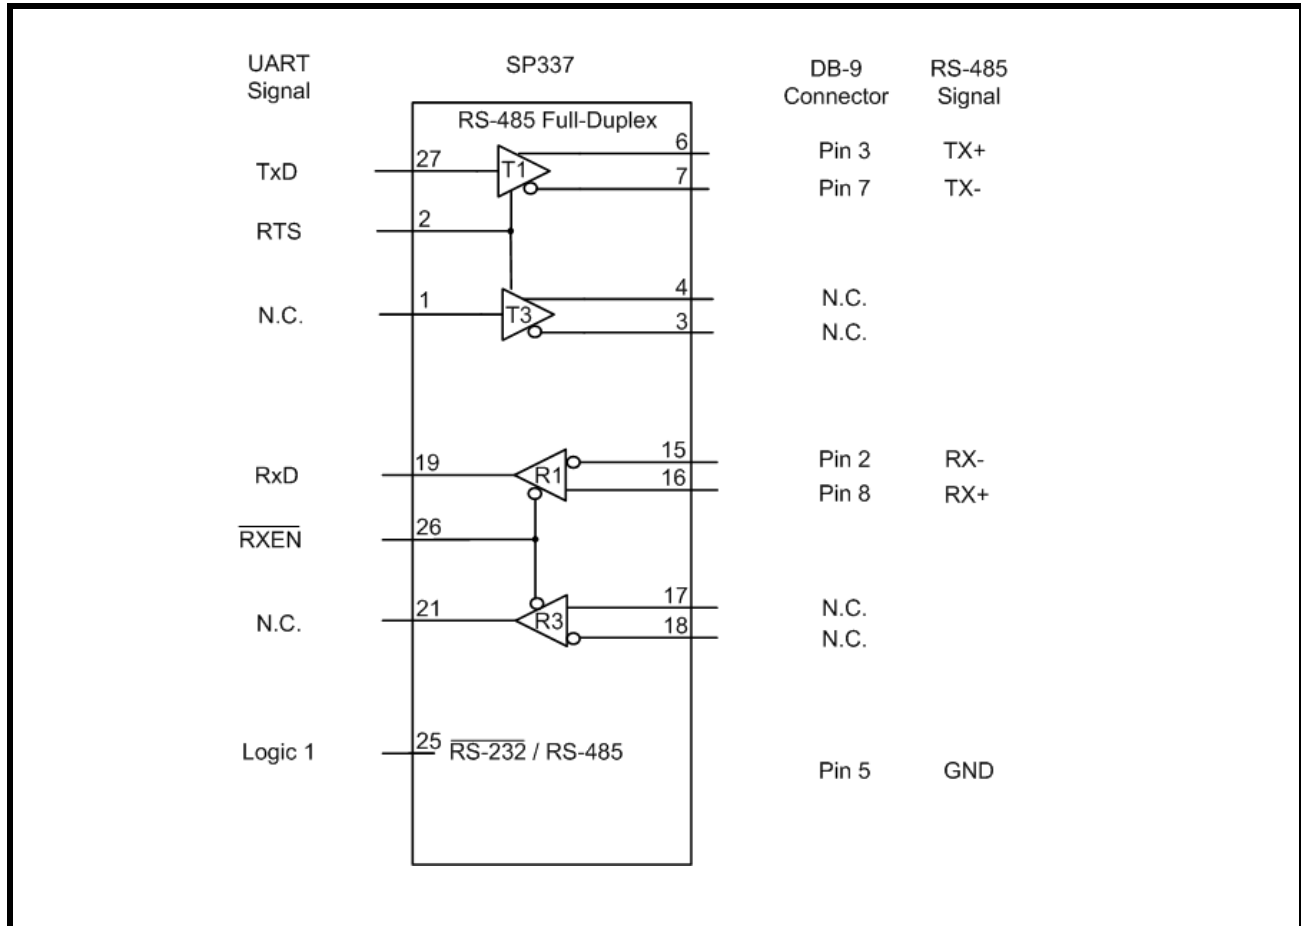 UART Signal SP337 DB-9 Connector RS-485 Signal
RS-485 Full-Duplex
TxD 27 T1 6 Pin 3 TX+
7 Pin 7 TX-
RTS 2
N.C. 1 T3 4 N.C.
3 N.C.
RxD 19 R1 15 Pin 2 RX-
16 Pin 8 RX+
RXEN 26
N.C. 21 R3 17 N.C.
18 N.C.
Logic 1 25 RS-232 / RS-485
Pin 5 GND